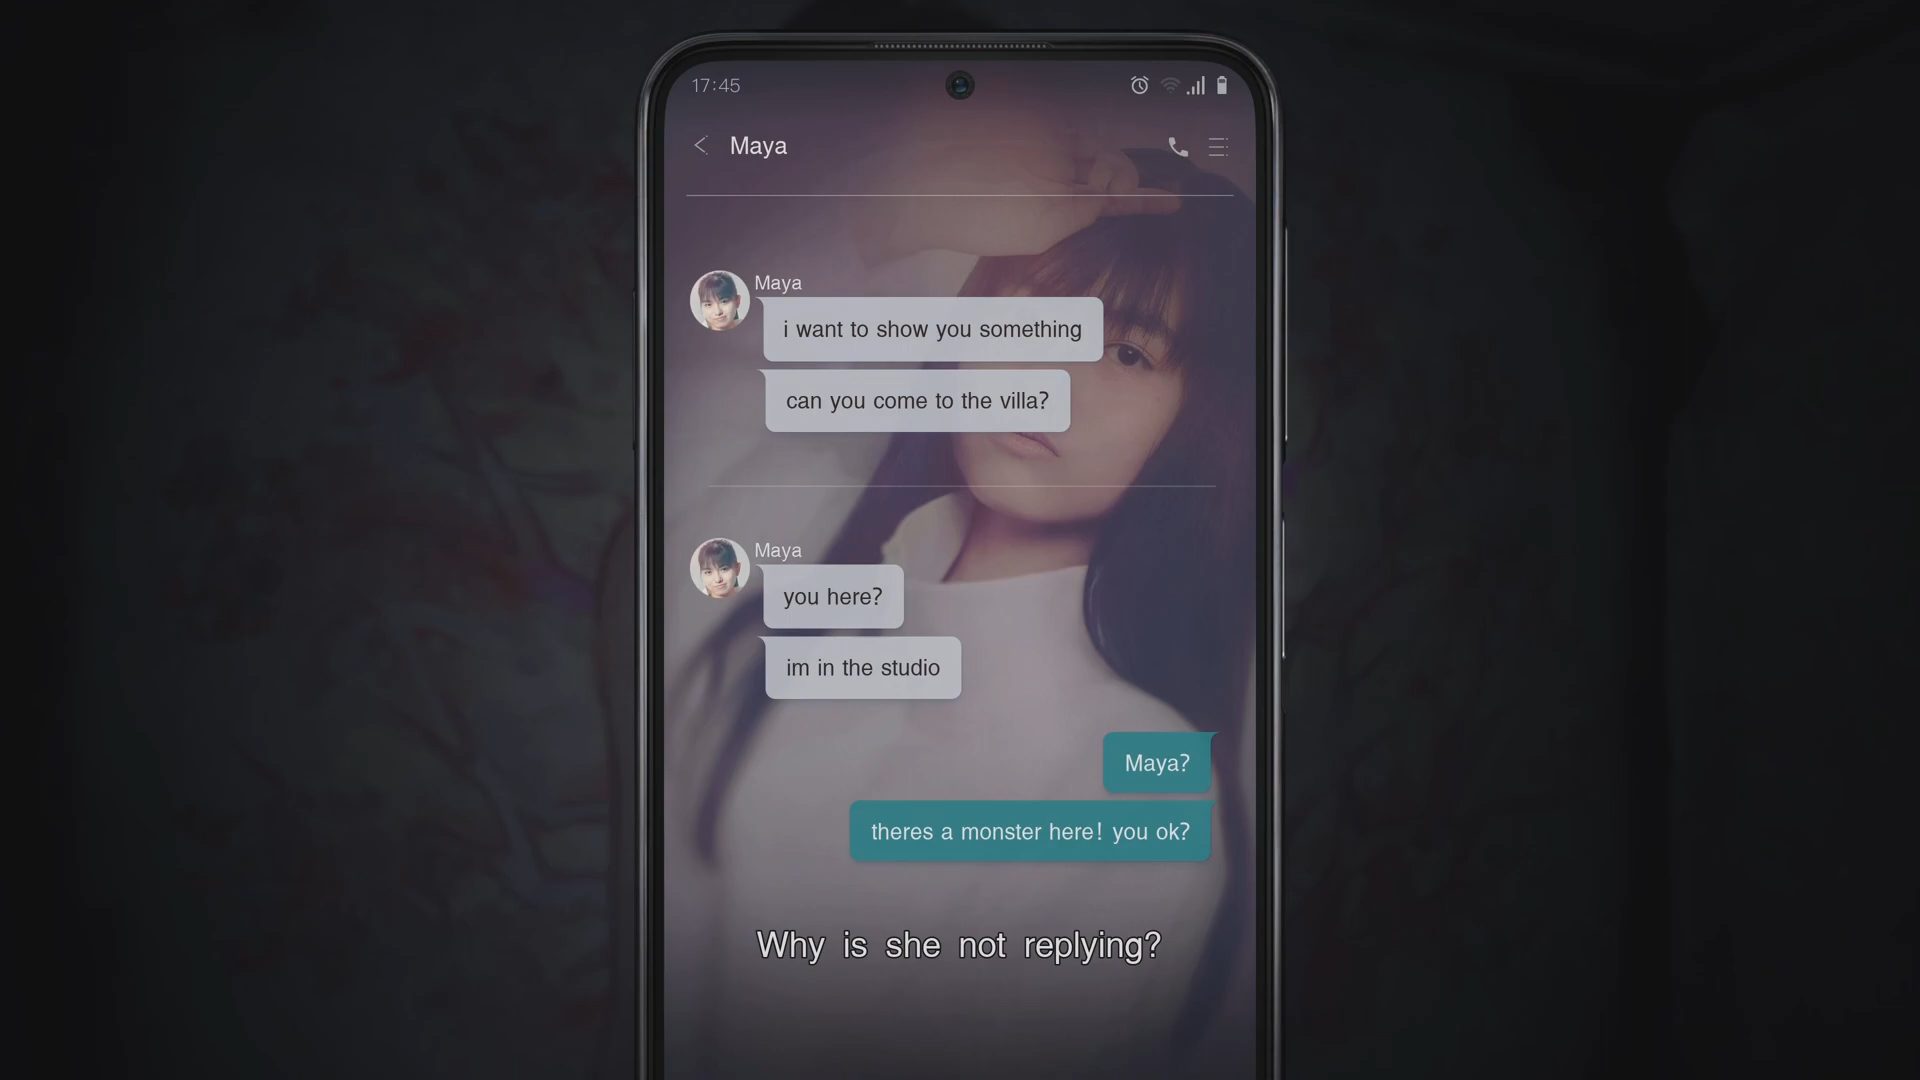 17:45
Maya
Maya
i want to show you something
can you come to the villa?
Maya
you here?
im in the studio
Maya?
theres a monster here! you ok?
Why is she not replying?